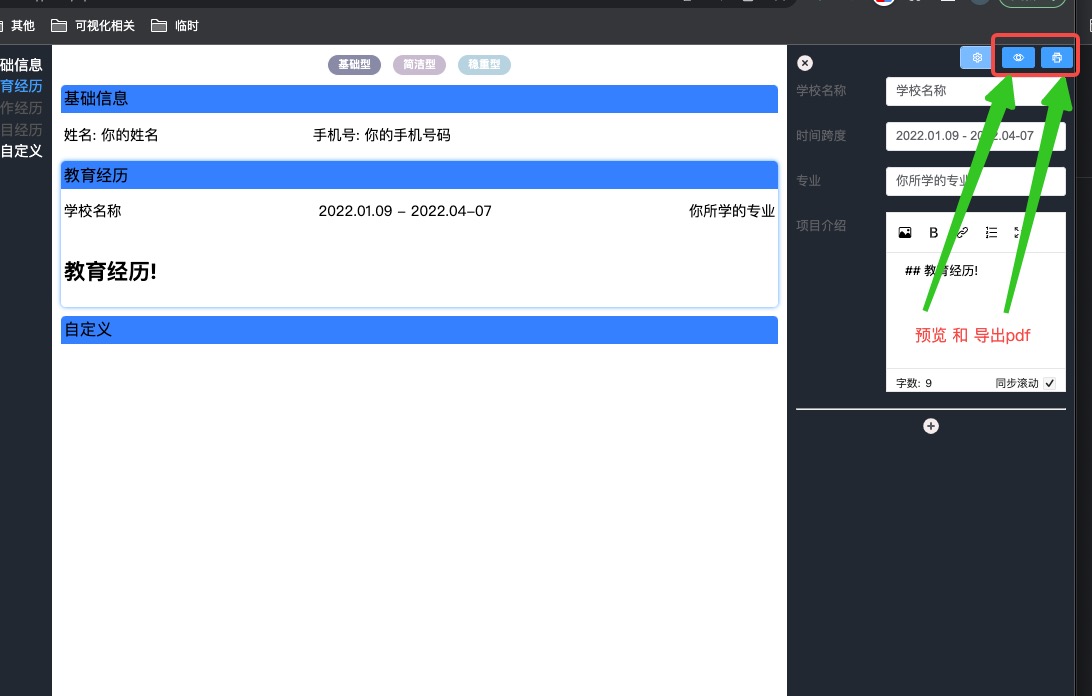 其他 可视化相关 临时
础信息
育经历
作经历
目经历
自定义
基础型 简洁型 稳重型
基础信息
姓名: 你的姓名 手机号: 你的手机号码
教育经历
学校名称 2022.01.09 - 2022.04-07 你所学的专业
教育经历!
自定义
学校名称 学校名称
时间跨度 2022.01.09 - 2022.04-07
专业 你所学的专业
项目介绍
B
## 教育经历!
预览 和 导出pdf
字数: 9 同步滚动